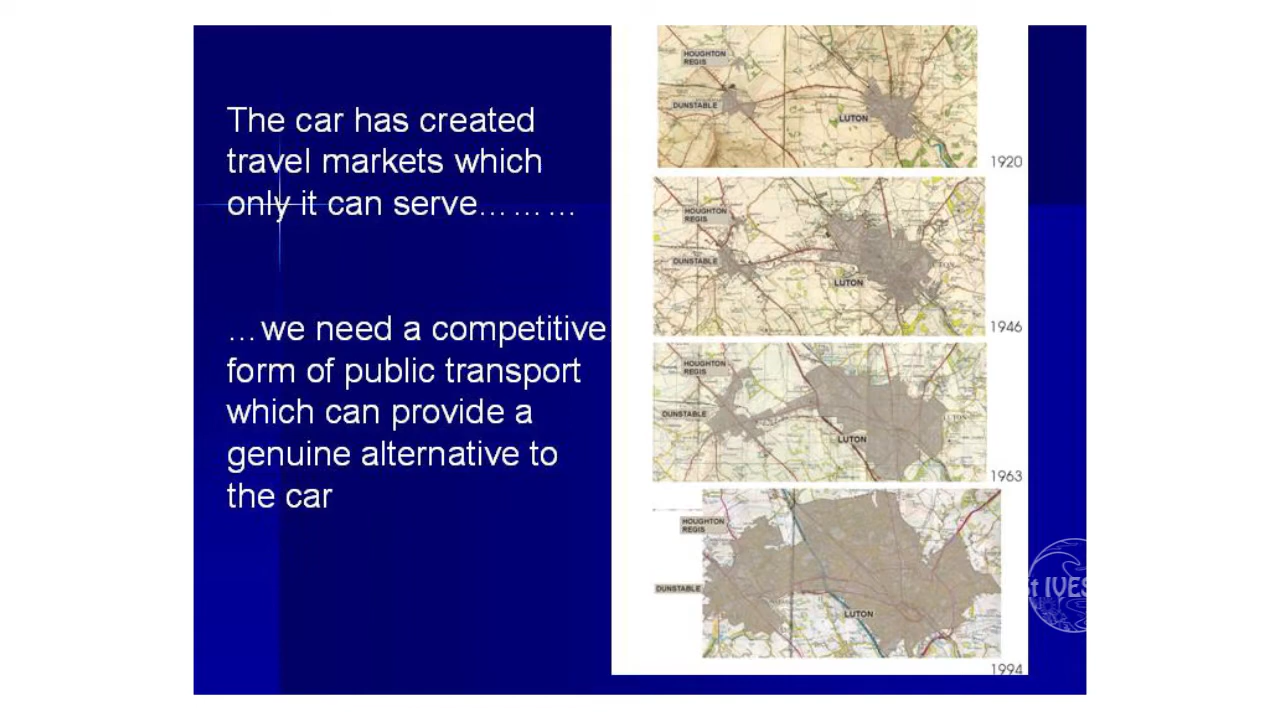 The car has created
travel markets which
only it can serve………
…we need a competitive
form of public transport
which can provide a
genuine alternative to
the car
HOUGHTON
REGIS
DUNSTABLE
LUTON
1920
HOUGHTON
REGIS
DUNSTABLE
LUTON
1946
HOUGHTON
REGIS
DUNSTABLE
LUTON
1963
HOUGHTON
REGIS
DUNSTABLE
LUTON
1994
st IVES